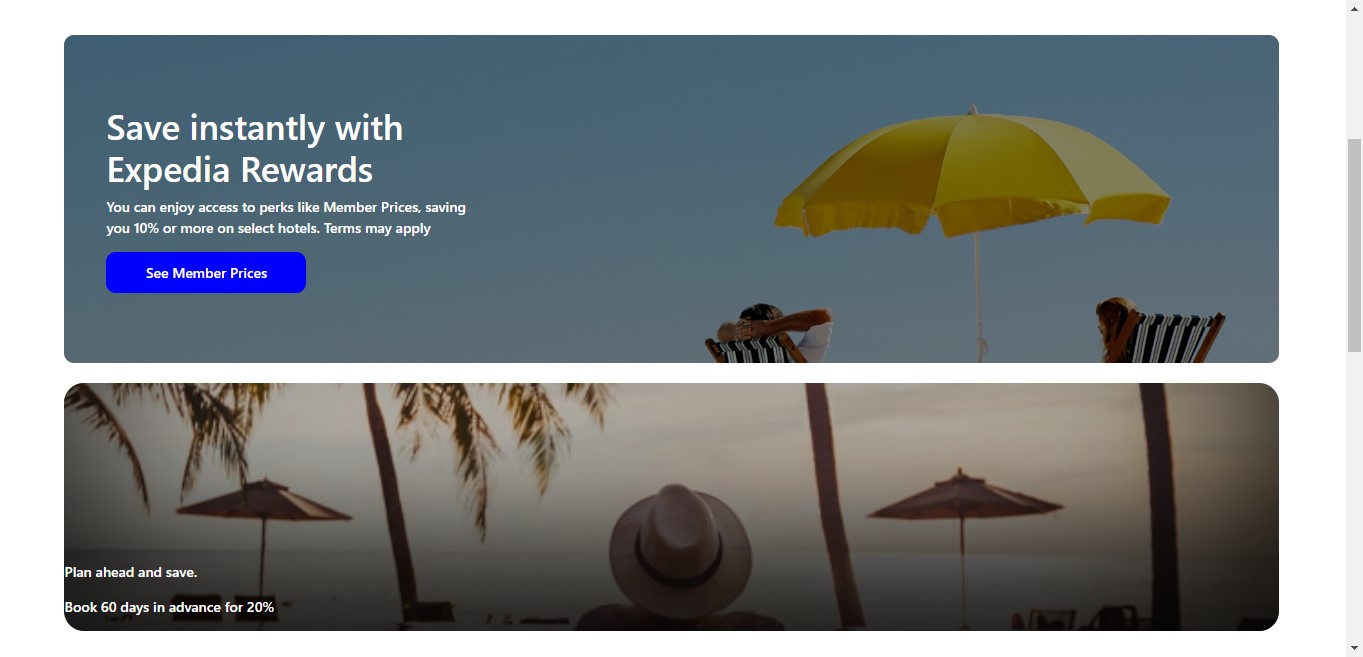 Save instantly with
Expedia Rewards
You can enjoy access to perks like Member Prices, saving
you 10% or more on select hotels. Terms may apply
See Member Prices
Plan ahead and save.
Book 60 days in advance for 20%